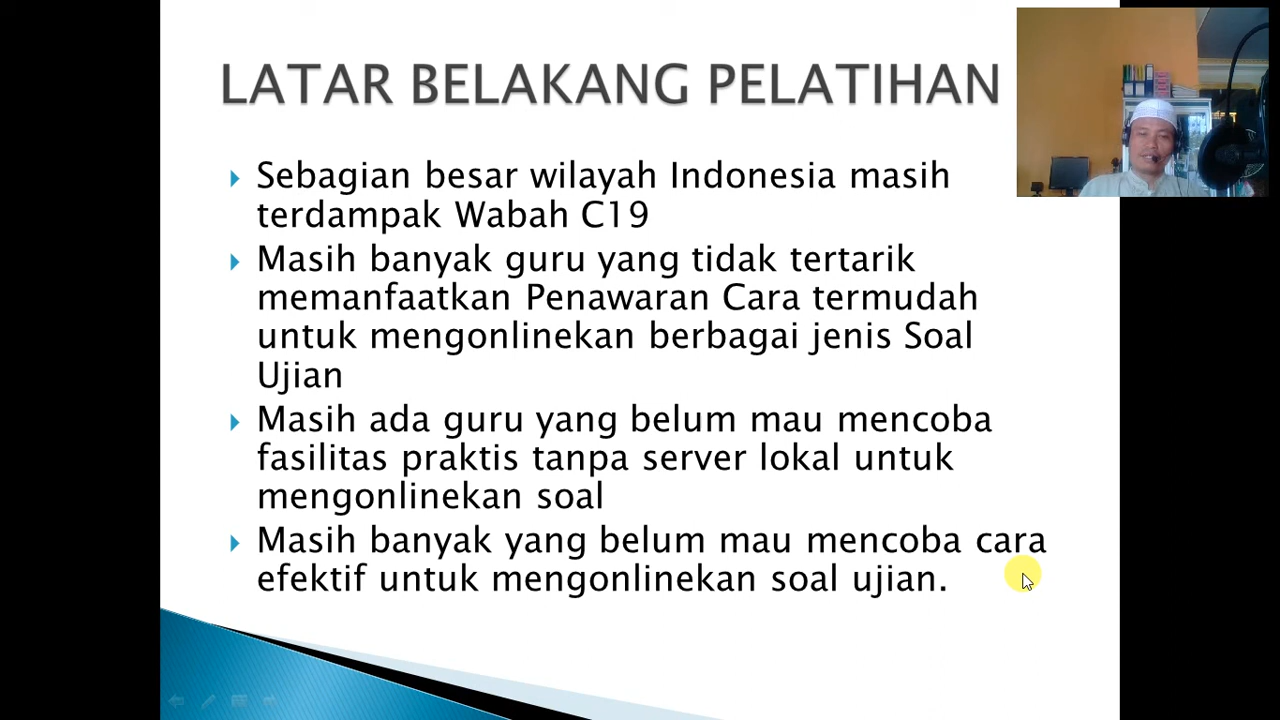 LATAR BELAKANG PELATIHAN
Sebagian besar wilayah Indonesia masih
terdampak Wabah C19
Masih banyak guru yang tidak tertarik
memanfaatkan Penawaran Cara termudah
untuk mengonlinekan berbagai jenis Soal
Ujian
Masih ada guru yang belum mau mencoba
fasilitas praktis tanpa server lokal untuk
mengonlinekan soal
Masih banyak yang belum mau mencoba cara
efektif untuk mengonlinekan soal ujian.